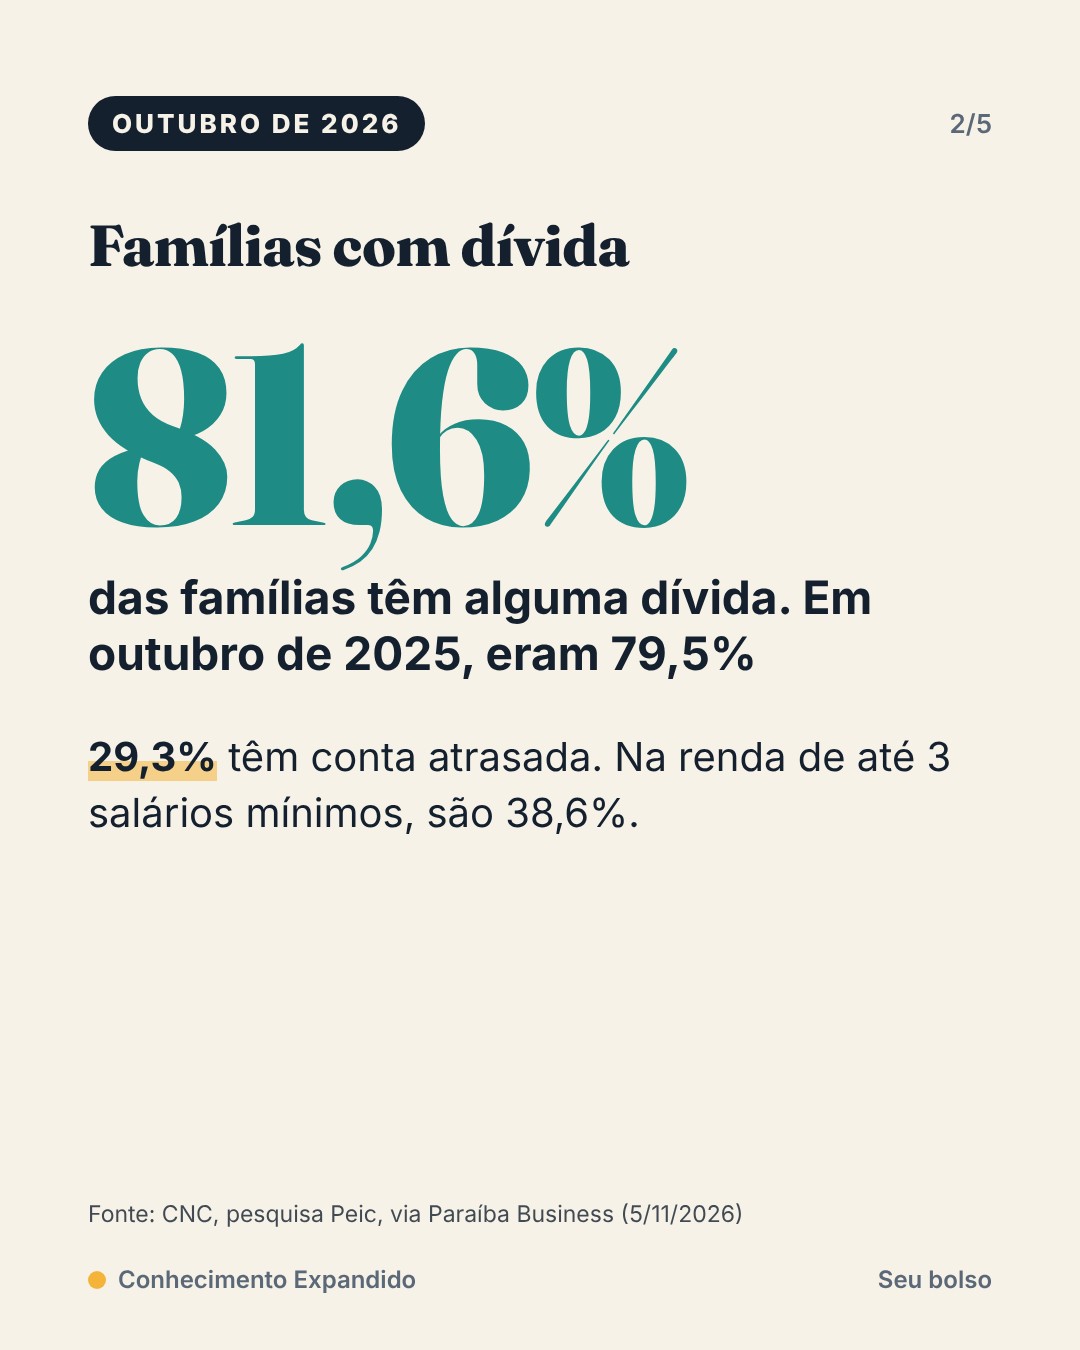 OUTUBRO DE 2026
2/5
Famílias com dívida
81,6%
das famílias têm alguma dívida. Em
outubro de 2025, eram 79,5%
29,3% têm conta atrasada. Na renda de até 3
salários mínimos, são 38,6%.
Fonte: CNC, pesquisa Peic, via Paraíba Business (5/11/2026)
Conhecimento Expandido
Seu bolso